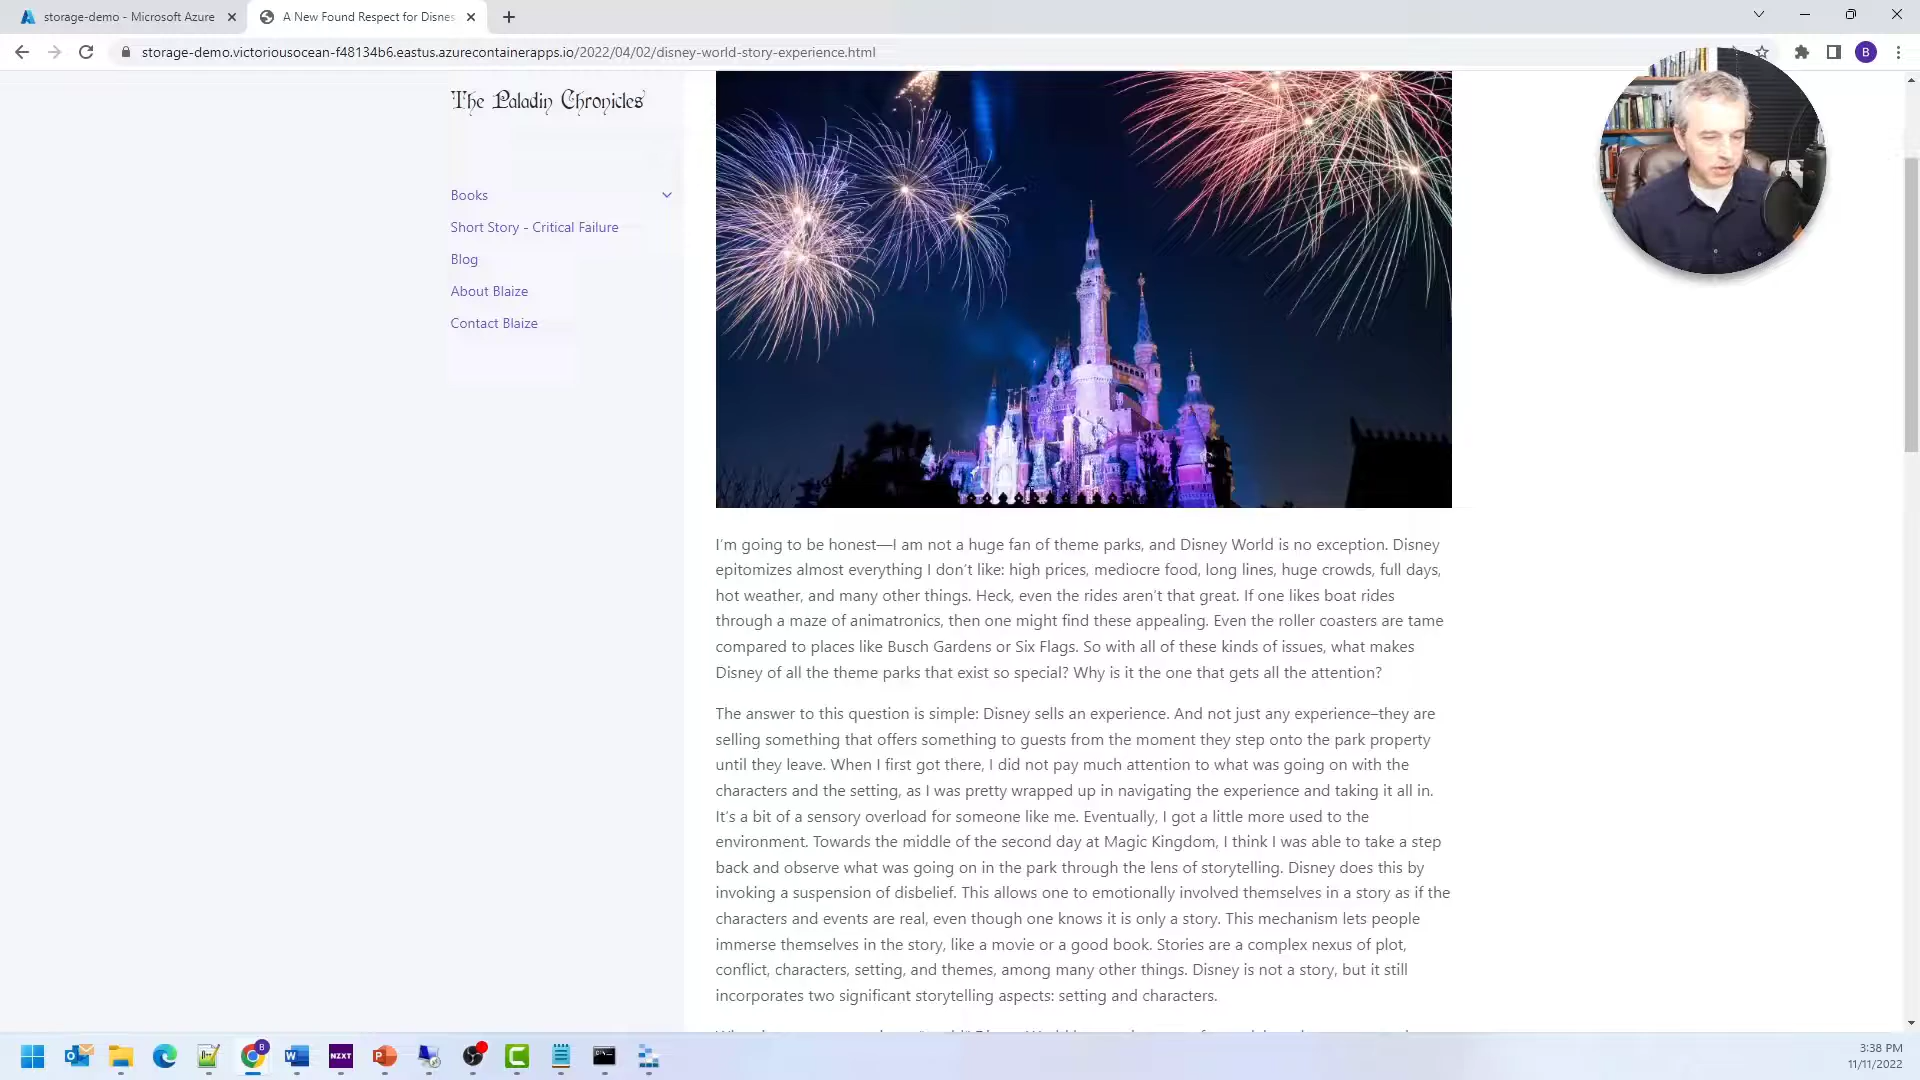 storage-demo - Microsoft Azure
A New Found Respect for Disne
storage-demo.victoriousocean-f48134b6.eastus.azurecontainerapps.io/2022/04/02/disney-world-story-experience.html
B
The Paladin Chronicles
Books
Short Story - Critical Failure
Blog
About Blaize
Contact Blaize
I'm going to be honest—I am not a huge fan of theme parks, and Disney World is no exception. Disney
epitomizes almost everything I don't like: high prices, mediocre food, long lines, huge crowds, full days,
hot weather, and many other things. Heck, even the rides aren't that great. If one likes boat rides
through a maze of animatronics, then one might find these appealing. Even the roller coasters are tame
compared to places like Busch Gardens or Six Flags. So with all of these kinds of issues, what makes
Disney of all the theme parks that exist so special? Why is it the one that gets all the attention?
The answer to this question is simple: Disney sells an experience. And not just any experience–they are
selling something that offers something to guests from the moment they step onto the park property
until they leave. When I first got there, I did not pay much attention to what was going on with the
characters and the setting, as I was pretty wrapped up in navigating the experience and taking it all in.
It's a bit of a sensory overload for someone like me. Eventually, I got a little more used to the
environment. Towards the middle of the second day at Magic Kingdom, I think I was able to take a step
back and observe what was going on in the park through the lens of storytelling. Disney does this by
invoking a suspension of disbelief. This allows one to emotionally involved themselves in a story as if the
characters and events are real, even though one knows it is only a story. This mechanism lets people
immerse themselves in the story, like a movie or a good book. Stories are a complex nexus of plot,
conflict, characters, setting, and themes, among many other things. Disney is not a story, but it still
incorporates two significant storytelling aspects: setting and characters.
B
NZXT
3:38 PM
11/11/2022